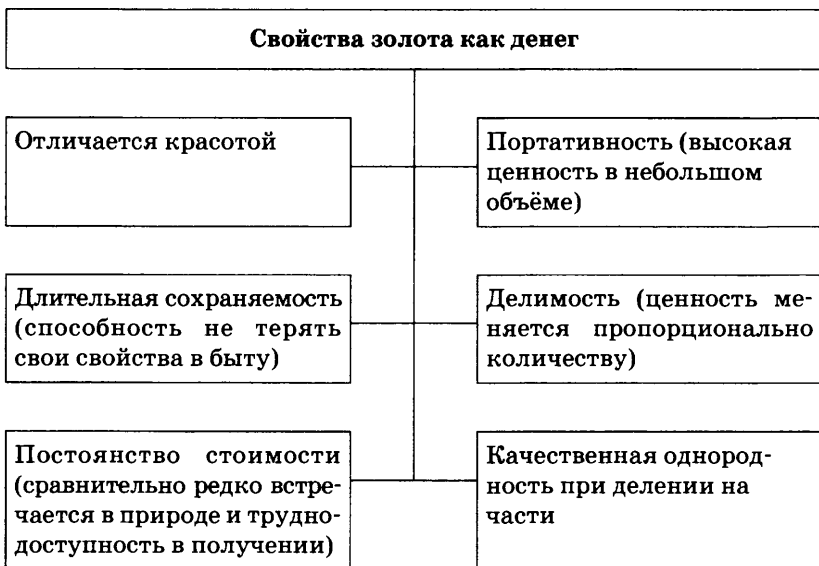 Свойства золота как денег
Отличается красотой
Портативность (высокая
ценность в небольшом
объёме)
Длительная сохраняемость
(способность не терять
свои свойства в быту)
Делимость (ценность ме-
няется пропорционально
количеству)
Постоянство стоимости
(сравнительно редко встре-
чается в природе и трудно-
доступность в получении)
Качественная однород-
ность при делении на
части